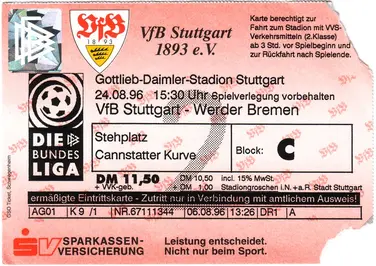 VfB
1893
VfB Stuttgart
1893 e.V.
Karte berechtigt zur
Fahrt zum Stadion mit VVS-
Verkehrsmitteln (2.Klasse)
ab 3 Std. vor Spielbeginn und
zur Rückfahrt nach Spielende.
Gottlieb-Daimler-Stadion Stuttgart
24.08.96 15:30 Uhr Spielverlegung vorbehalten
VfB Stuttgart - Werder Bremen
DIE
BUNDES
LIGA
Stehplatz
Cannstatter Kurve
Block: C
DM 11,50 = DM 10,50 incl. 15% MwSt.
+ VVK-geb. + DM 1,00 Stadiongroschen i.N.+a.R. Stadt Stuttgart
ermäßigte Eintrittskarte - Zutritt nur in Verbindung mit amtlichem Ausweis!
AG01 K 9 /1 NR.67111344 06.08.96 13:26 DR1 A
SPARKASSEN-
VERSICHERUNG
Leistung entscheidet.
Nicht nur beim Sport.